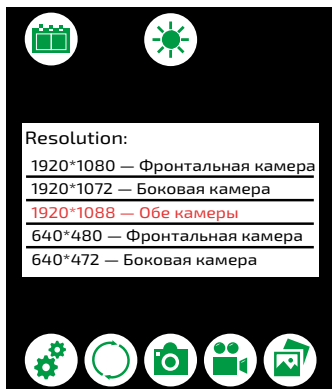 Resolution:
1920*1080 — Фронтальная камера
1920*1072 — Боковая камера
1920*1088 — Обе камеры
640*480 — Фронтальная камера
640*472 — Боковая камера